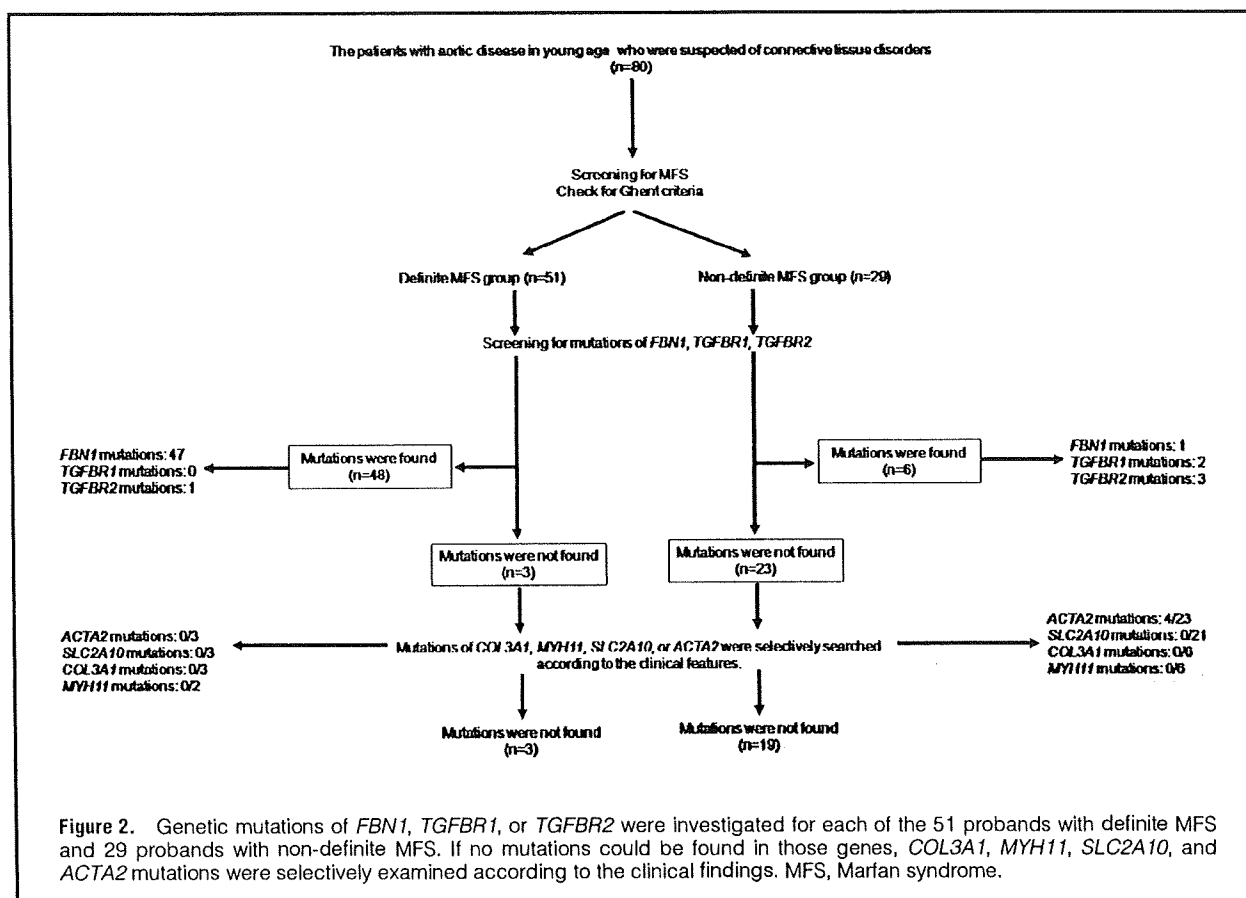 The patients with aortic disease in young age who were suspected of connective tissue disorders
(n=80)
Screening for MFS
Check for Ghent criteria
Definite MFS group (n=51)
Non-definite MFS group (n=29)
Screening for mutations of FBN1, TGFBR1, TGFBR2
FBN1 mutations: 47
TGFBR1 mutations: 0
TGFBR2 mutations: 1
Mutations were found
(n=48)
Mutations were found
(n=6)
FBN1 mutations: 1
TGFBR1 mutations: 2
TGFBR2 mutations: 3
Mutations were not found
(n=3)
Mutations were not found
(n=23)
ACTA2 mutations: 0/3
SLC2A10 mutations: 0/3
COL3A1 mutations: 0/3
MYH11 mutations: 0/2
Mutations of COL3A1, MYH11, SLC2A10, or ACTA2 were selectively searched
according to the clinical features.
ACTA2 mutations: 4/23
SLC2A10 mutations: 0/21
COL3A1 mutations: 0/6
MYH11 mutations: 0/6
Mutations were not found
(n=3)
Mutations were not found
(n=19)
Figure 2. Genetic mutations of FBN1, TGFBR1, or TGFBR2 were investigated for each of the 51 probands with definite MFS
and 29 probands with non-definite MFS. If no mutations could be found in those genes, COL3A1, MYH11, SLC2A10, and
ACTA2 mutations were selectively examined according to the clinical findings. MFS, Marfan syndrome.